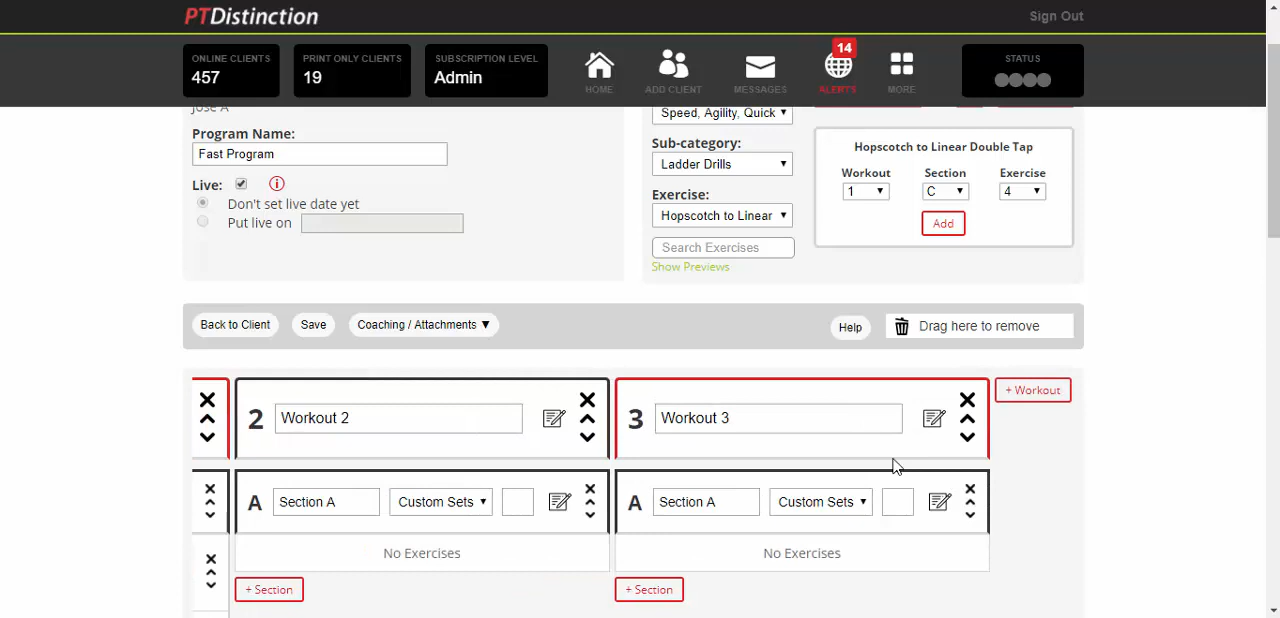 PTDistinction
Sign Out
ONLINE CLIENTS
457
PRINT ONLY CLIENTS
19
SUBSCRIPTION LEVEL
Admin
HOME
ADD CLIENT
MESSAGES
14
ALERTS
MORE
STATUS
Jose A
Program Name:
Fast Program
Live:
Don't set live date yet
Put live on
Speed, Agility, Quick
Sub-category:
Ladder Drills
Exercise:
Hopscotch to Linear
Search Exercises
Show Previews
Hopscotch to Linear Double Tap
Workout Section Exercise
1 C 4
Add
Back to Client Save Coaching / Attachments ▼ Help Drag here to remove
2 Workout 2
3 Workout 3
+ Workout
A Section A Custom Sets
A Section A Custom Sets
No Exercises
No Exercises
+ Section
+ Section